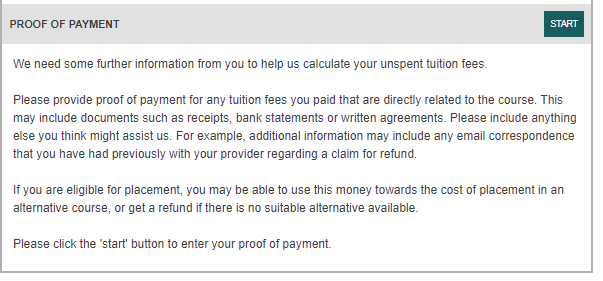 PROOF OF PAYMENT
START
We need some further information from you to help us calculate your unspent tuition fees.
Please provide proof of payment for any tuition fees you paid that are directly related to the course. This
may include documents such as receipts, bank statements or written agreements. Please include anything
else you think might assist us. For example, additional information may include any email correspondence
that you have had previously with your provider regarding a claim for refund.
If you are eligible for placement, you may be able to use this money towards the cost of placement in an
alternative course, or get a refund if there is no suitable alternative available.
Please click the 'start' button to enter your proof of payment.